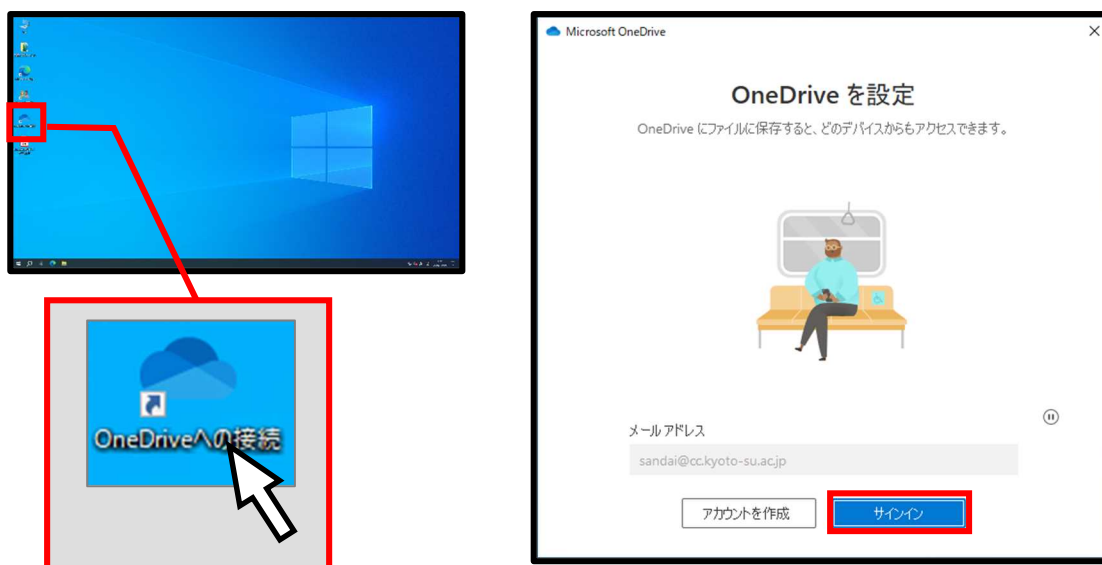 OneDriveへの接続
Microsoft OneDrive
OneDrive を設定
OneDrive にファイルに保存すると、どのデバイスからもアクセスできます。
メール アドレス
sandai@cc.kyoto-su.ac.jp
アカウントを作成
サインイン